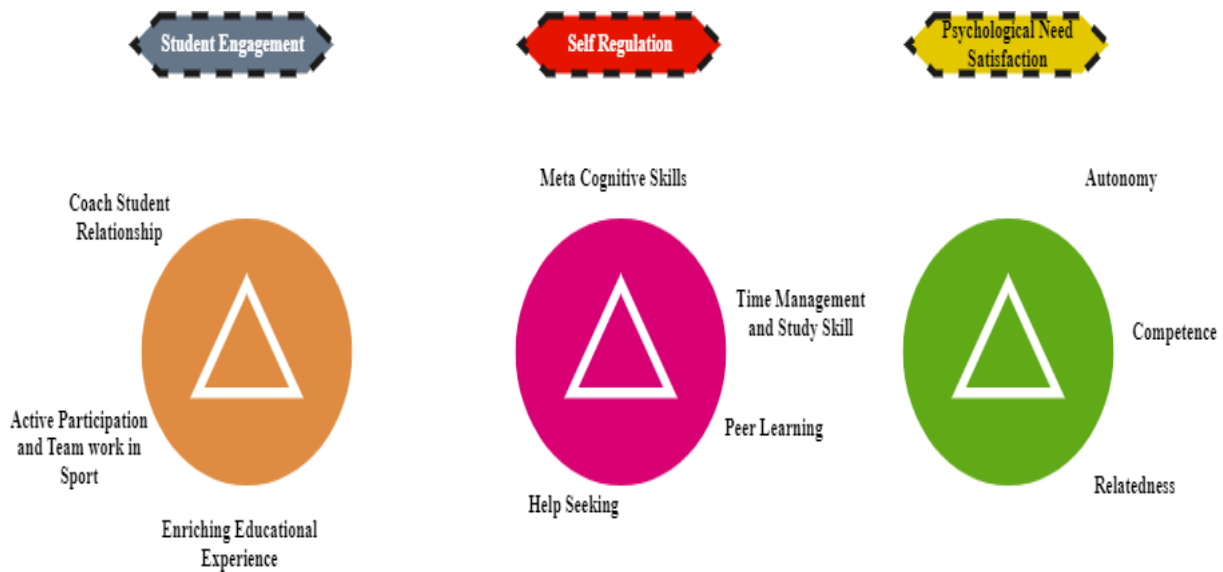 Student Engagement
Self Regulation
Psychological Need
Satisfaction
Coach Student
Relationship
Active Participation
and Team work in
Sport
Enriching Educational
Experience
Meta Cognitive Skills
Time Management
and Study Skill
Peer Learning
Help Seeking
Autonomy
Competence
Relatedness